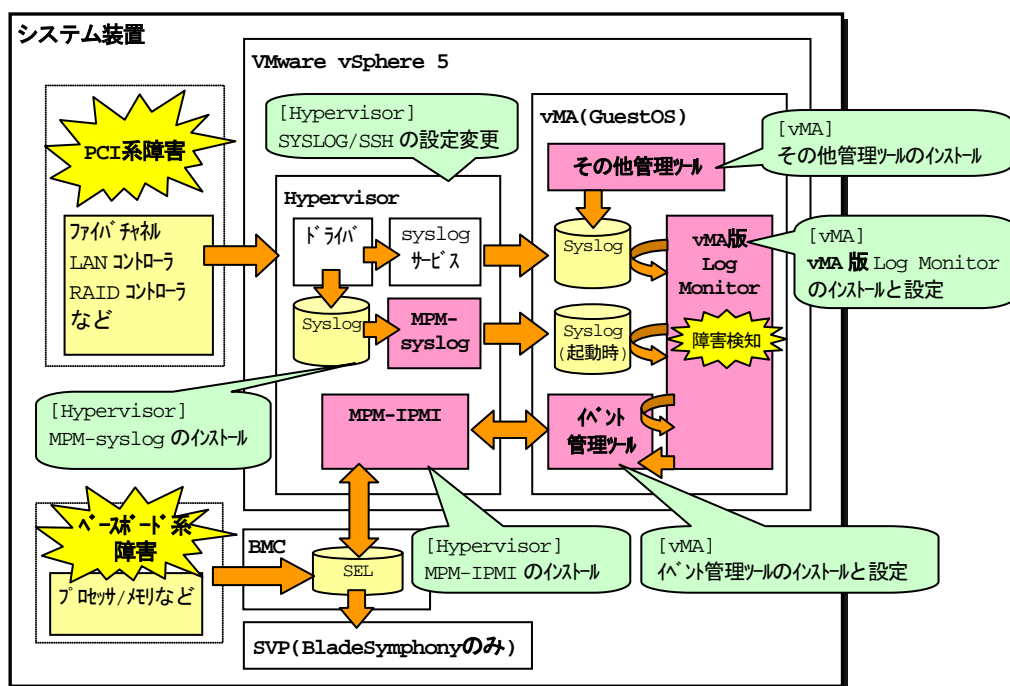 システム装置
VMware vSphere 5
PCI系障害
ファイバチャネル
LAN コントローラ
RAID コントローラ
など
[Hypervisor]
SYSLOG/SSH の設定変更
Hypervisor
ドライバ
syslog
サービス
Syslog
MPM-
syslog
MPM-IPMI
vMA(GuestOS)
その他管理ツール
Syslog
Syslog
(起動時)
イベント
管理ツール
vMA版
Log
Monitor
障害検知
[vMA]
その他管理ツールのインストール
[vMA]
vMA 版 Log Monitor
のインストールと設定
[Hypervisor]
MPM-syslog のインストール
ベースボード系
障害
プロセッサ/メモリなど
BMC
SEL
[Hypervisor]
MPM-IPMI のインストール
[vMA]
イベント管理ツールのインストールと設定
SVP(BladeSymphonyのみ)